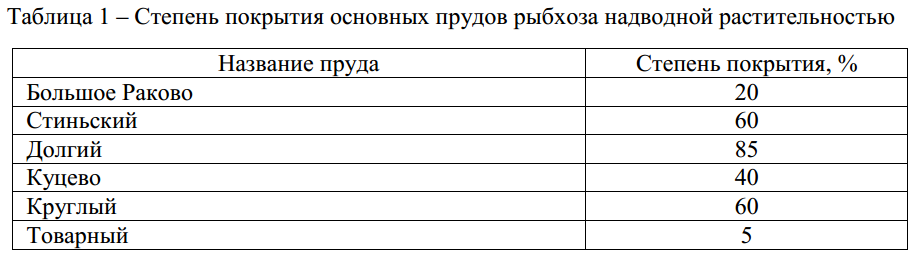 Таблица 1 – Степень покрытия основных прудов рыбхоза надводной растительностью
Название пруда Степень покрытия, %
Большое Раково 20
Стиньский 60
Долгий 85
Куцево 40
Круглый 60
Товарный 5